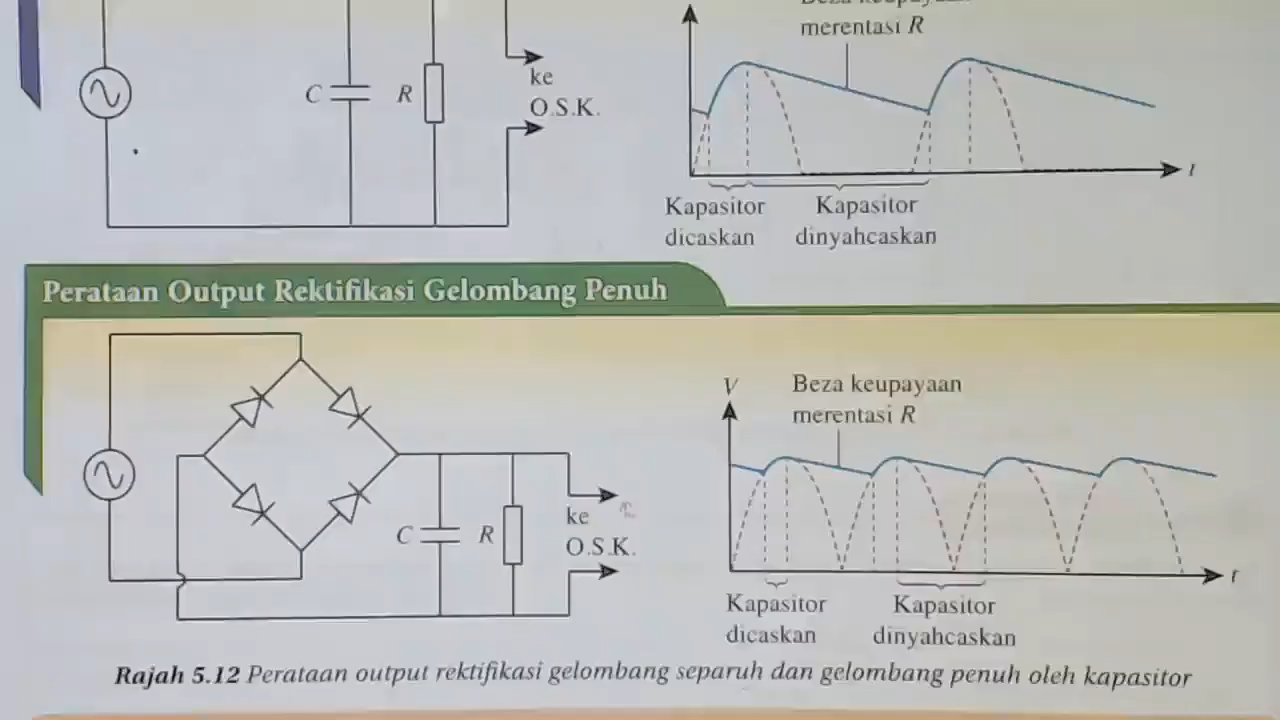 merentasi R
C
R
ke
O.S.K.
t
Kapasitor
dicaskan
Kapasitor
dinyahcaskan
Perataan Output Rektifikasi Gelombang Penuh
V
Beza keupayaan
merentasi R
C
R
ke
O.S.K.
t
Kapasitor
dicaskan
Kapasitor
dinyahcaskan
Rajah 5.12 Perataan output rektifikasi gelombang separuh dan gelombang penuh oleh kapasitor